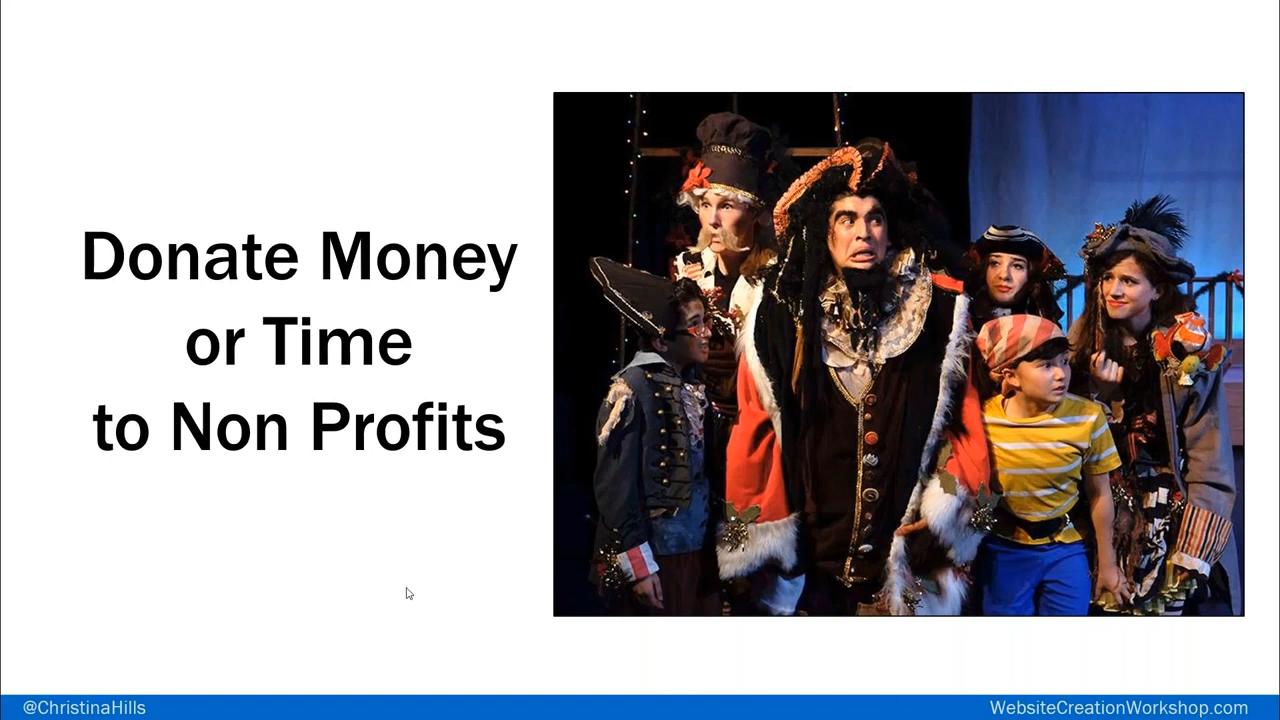 Donate Money
or Time
to Non Profits
@ChristinaHills
WebsiteCreationWorkshop.com